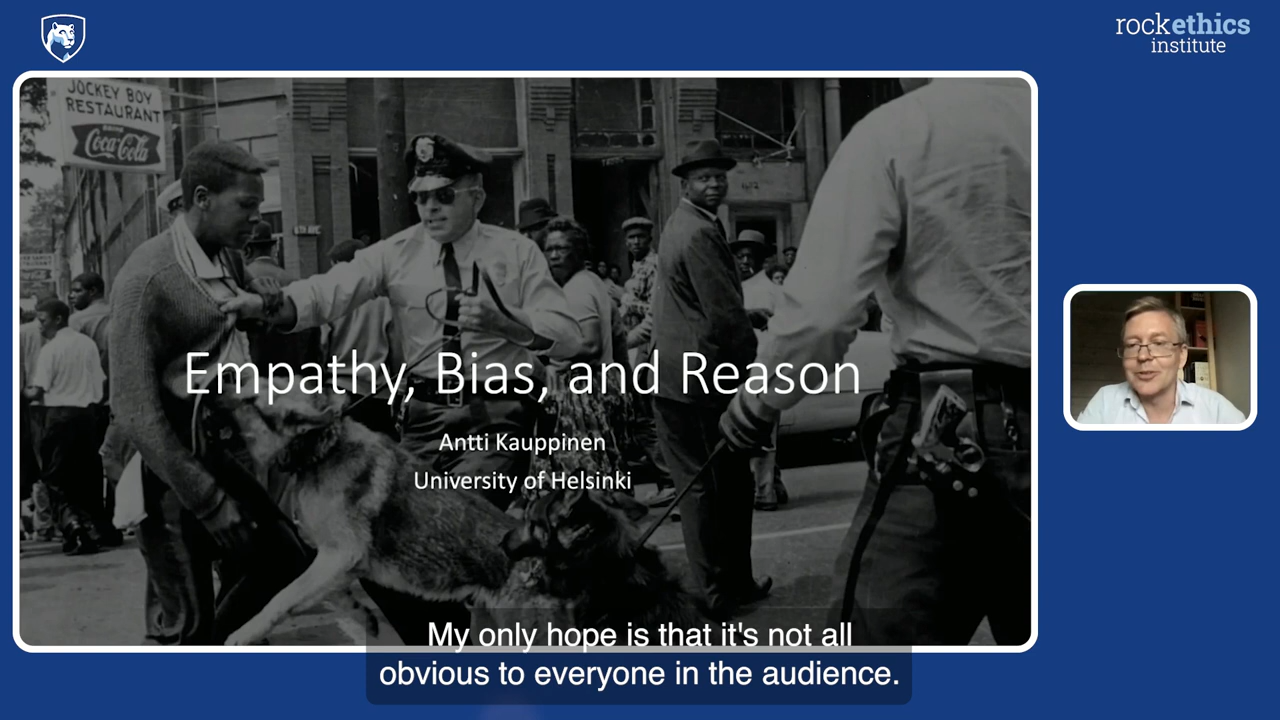 rockethics
institute
JOCKEY BOY
RESTAURANT
Coca-Cola
Empathy, Bias, and Reason
Antti Kauppinen
University of Helsinki
My only hope is that it's not all
obvious to everyone in the audience.